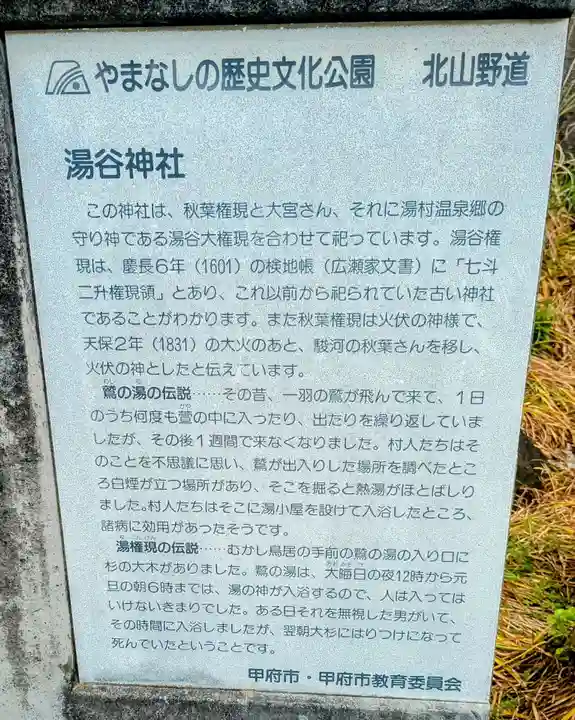 やまなしの歴史文化公園 北山野道
湯谷神社
この神社は、秋葉権現と大宮さん、それに湯村温泉郷の
守り神である湯谷大権現を合わせて祀っています。湯谷権
現は、慶長6年(1601)の検地帳(広瀬家文書)に「七斗
二升権現領」とあり、これ以前から祀られていた古い神社
であることがわかります。また秋葉権現は火伏の神様で、
天保2年(1831)の大火のあと、駿河の秋葉さんを移し、
火伏の神としたと伝えています。
鷲の湯の伝説……その昔、一羽の鷲が飛んで来て、1日
のうち何度も萱の中に入ったり、出たりを繰り返していま
したが、その後1週間で来なくなりました。村人たちはそ
のことを不思議に思い、鷲が出入りした場所を調べたとこ
ろ白煙が立つ場所があり、そこを掘ると熱湯がほとばしり
ました。村人たちはそこに湯小屋を設けて入浴したところ、
諸病に効用があったそうです。
湯権現の伝説……むかし鳥居の手前の鷲の湯の入り口に
杉の大木がありました。鷲の湯は、大晦日の夜12時から元
旦の朝6時までは、湯の神が入浴するので、人は入っては
いけないきまりでした。ある日それを無視した男がいて、
その時間に入浴しましたが、翌朝大杉にはりつけになって
死んでいたということです。
甲府市・甲府市教育委員会